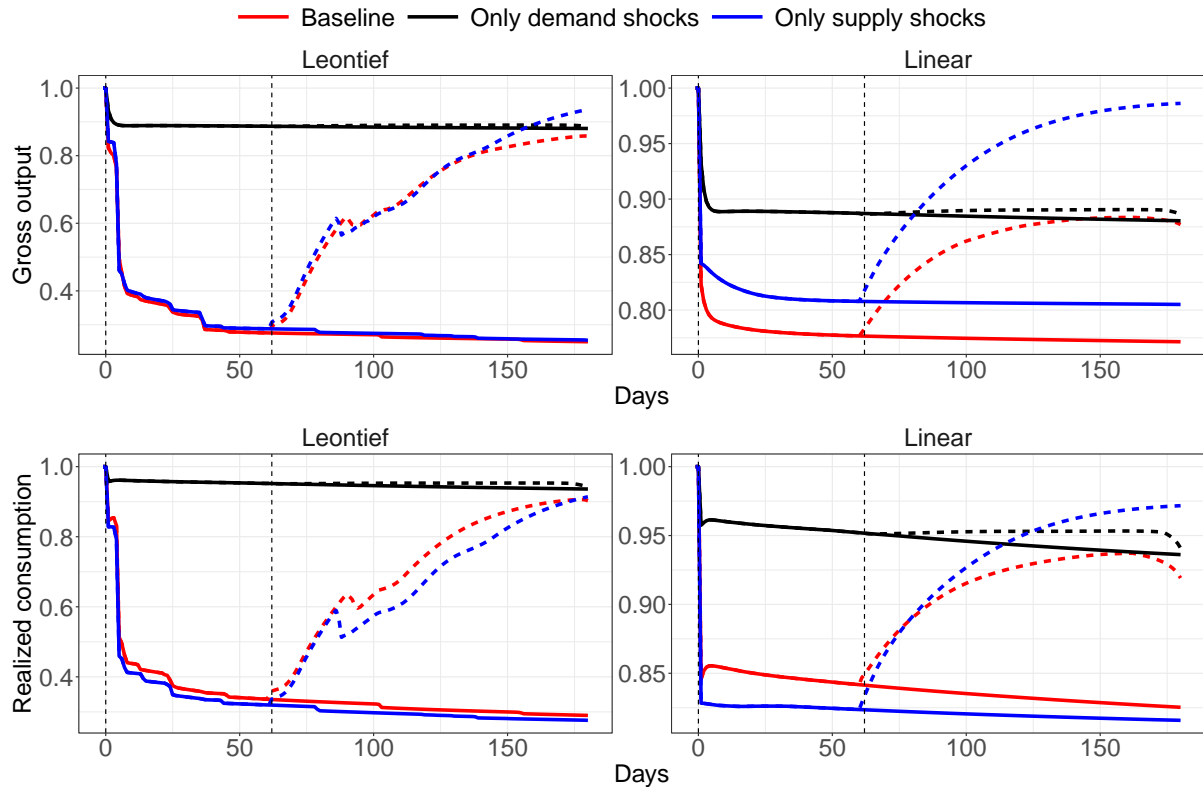 Baseline Only demand shocks Only supply shocks
Leontief Linear
Gross output
1.0 1.00
0.95
0.8 0.90
0.6 0.85
0.4 0.80
0 50 100 150 0 50 100 150
Days
Leontief Linear
Realized consumption
1.0 1.00
0.8 0.95
0.6 0.90
0.4 0.85
0 50 100 150 0 50 100 150
Days